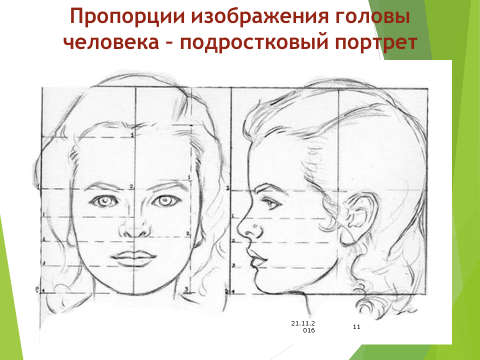 Пропорции изображения головы
человека – подростковый портрет
21.11.2
016
11